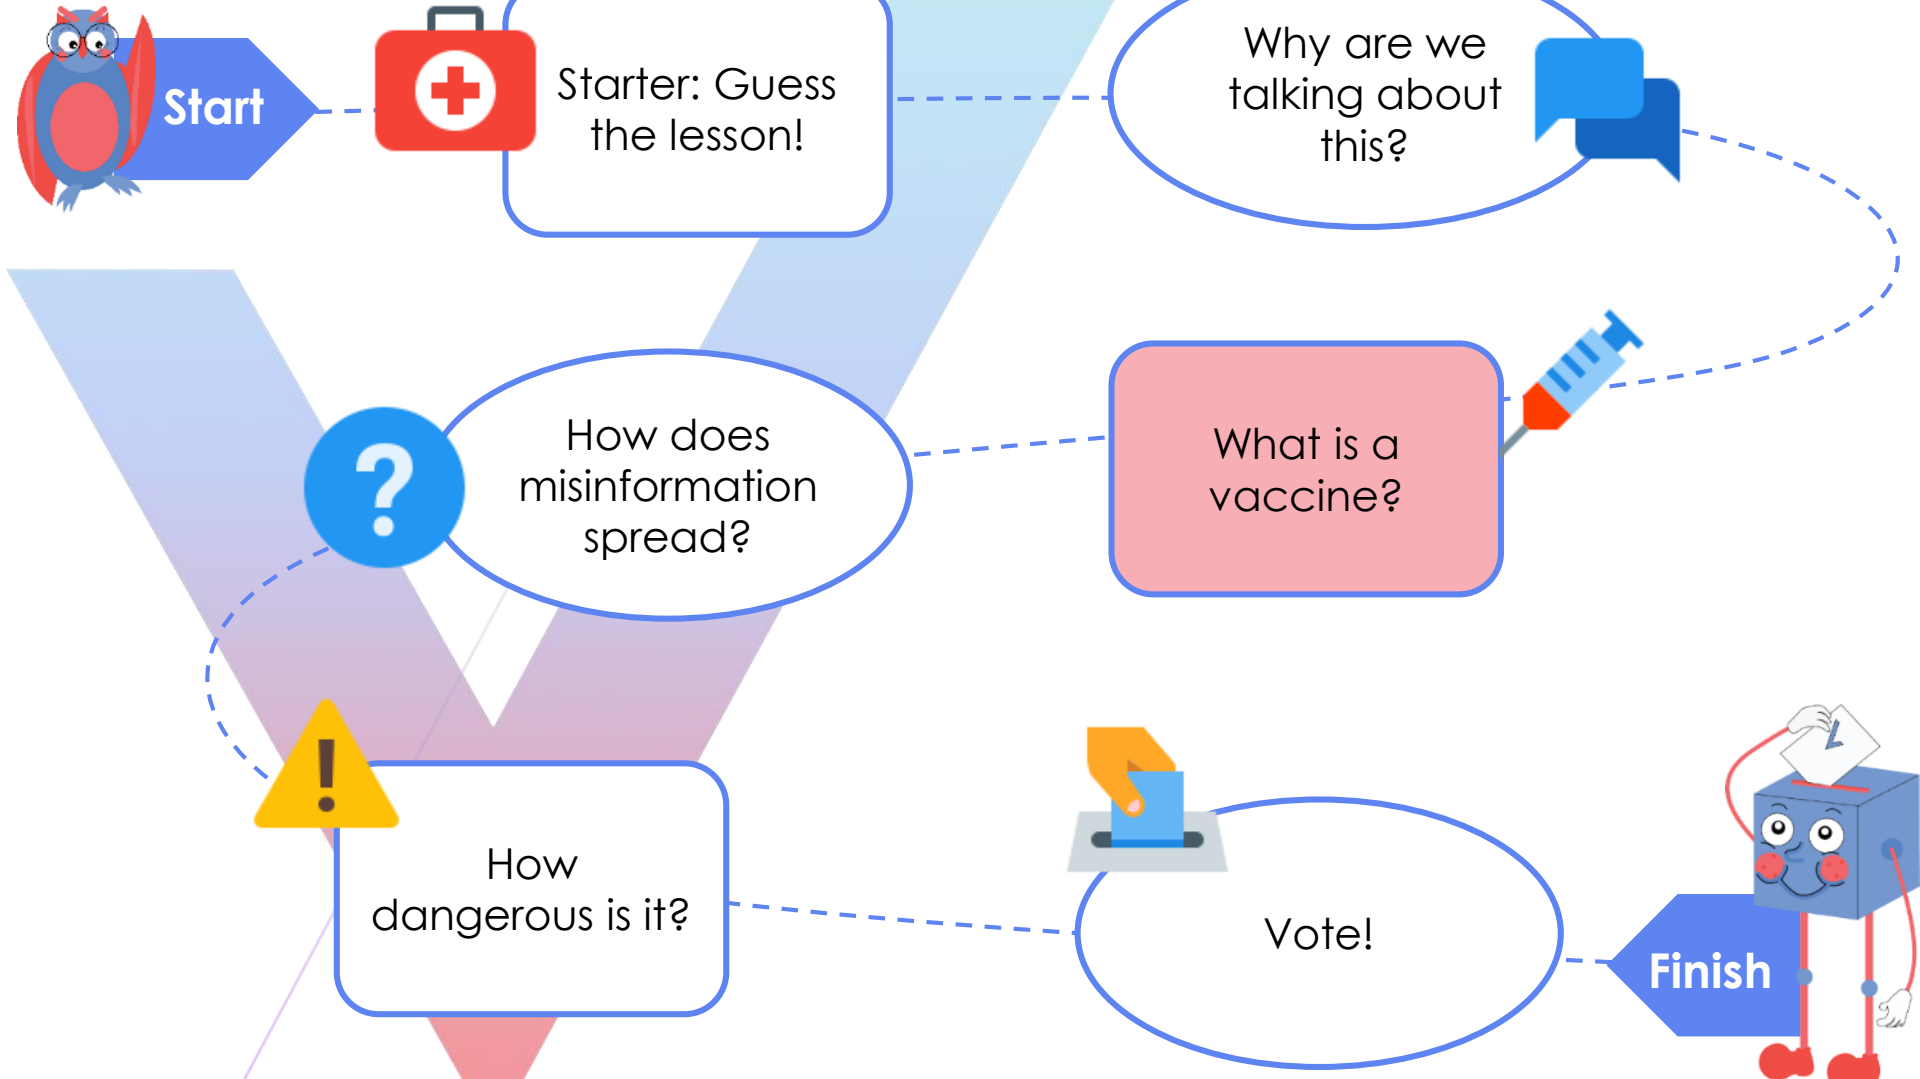 Start
Starter: Guess
the lesson!
Why are we
talking about
this?
What is a
vaccine?
How does
misinformation
spread?
How
dangerous is it?
Vote!
Finish